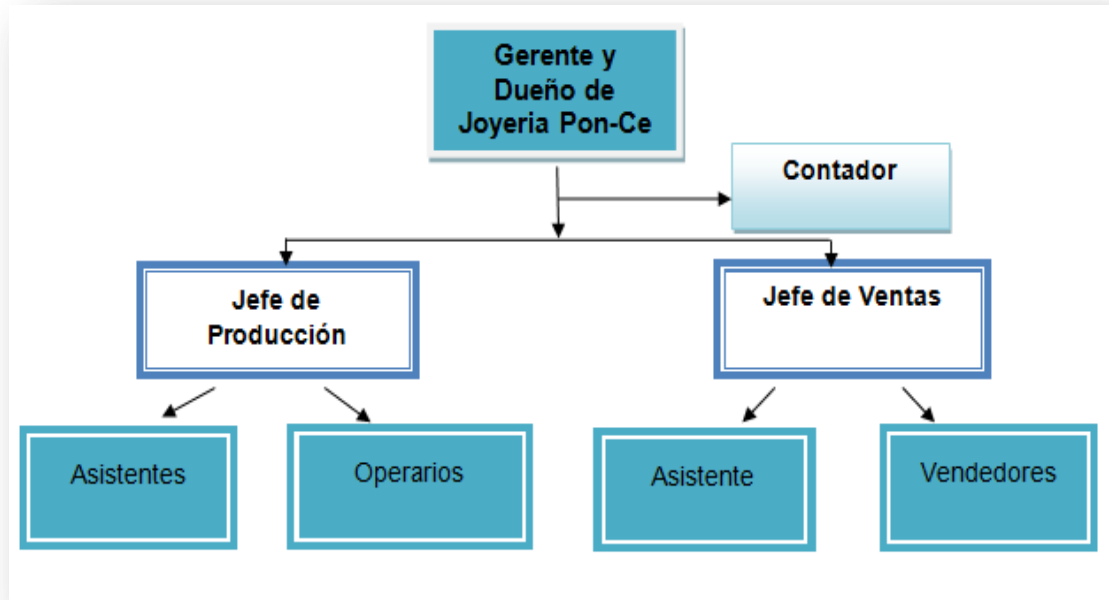 Gerente y
Dueño de
Joyeria Pon-Ce
Contador
Jefe de
Producción
Jefe de Ventas
Asistentes
Operarios
Asistente
Vendedores